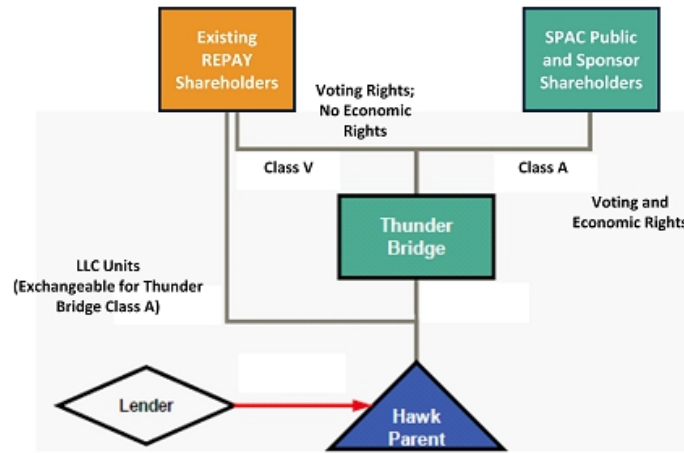 Existing
REPAY
Shareholders
SPAC Public
and Sponsor
Shareholders
Voting Rights;
No Economic
Rights
Class V
Class A
Voting and
Economic Rights
Thunder
Bridge
LLC Units
(Exchangeable for Thunder
Bridge Class A)
Lender
Hawk
Parent